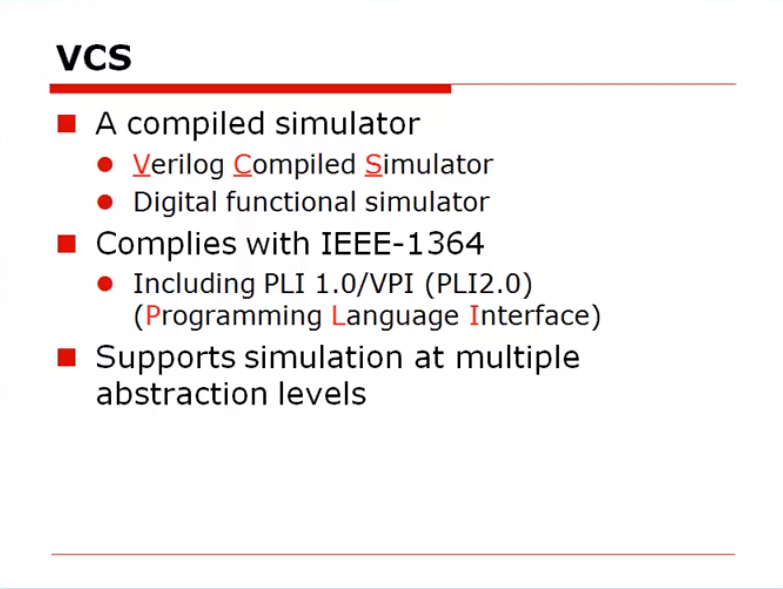 VCS
A compiled simulator
Verilog Compiled Simulator
Digital functional simulator
Complies with IEEE-1364
Including PLI 1.0/VPI (PLI2.0)
(Programming Language Interface)
Supports simulation at multiple
abstraction levels